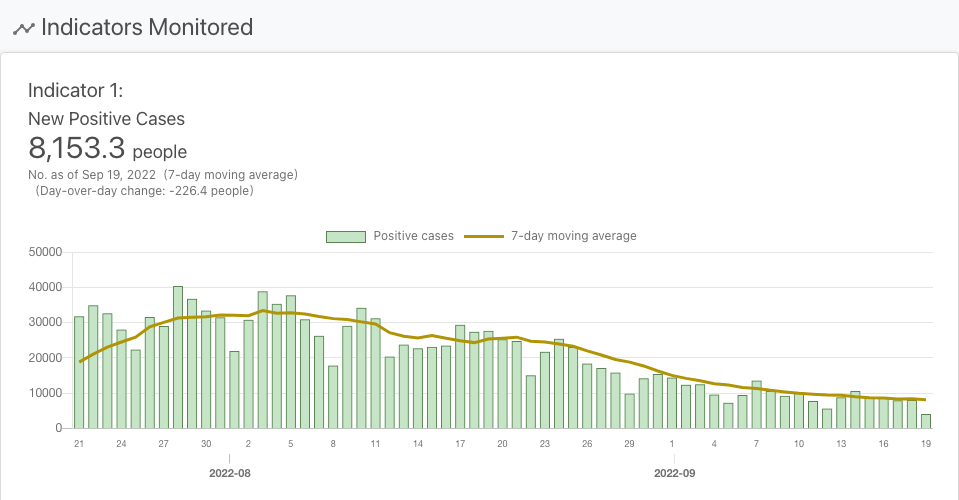 Indicators Monitored
Indicator 1:
New Positive Cases
8,153.3 people
No. as of Sep 19, 2022 (7-day moving average)
(Day-over-day change: -226.4 people)
Positive cases 7-day moving average
50000
40000
30000
20000
10000
0
21 24 27 30 2 5 8 11 14 17 20 23 26 29 1 4 7 10 13 16 19
2022-08 2022-09